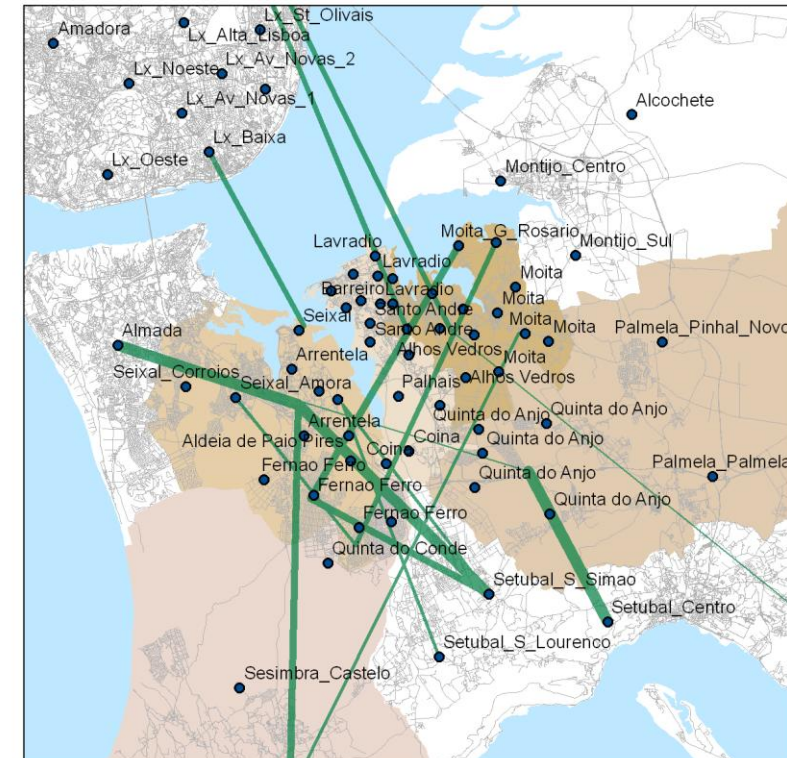 Lx_St_Olivais
Amadora
Lx_Alta_Lisboa
Lx_Av_Novas_2
Lx_Noeste
Lx_Av_Novas_1
Alcochete
Lx_Baixa
Lx_Oeste
Montijo_Centro
Moita_G_Rosario
Lavradio
Montijo_Sul
Lavradio
Moita
Barreiro
Lavradio
Moita
Santo Andre
Seixal
Almada
Santo Andre
Moita
Moita
Palmela_Pinhal_Novo
Arrentela
Alhos Vedros
Moita
Seixal_Corroios
Seixal_Amora
Palhais
Alhos Vedros
Quinta do Anjo
Quinta do Anjo
Arrentela
Aldeia de Paio Pires
Coina
Coina
Quinta do Anjo
Fernao Ferro
Quinta do Anjo
Palmela_Palmela
Fernao Ferro
Quinta do Anjo
Fernao Ferro
Quinta do Conde
Setubal_S_Simao
Setubal_Centro
Setubal_S_Lourenco
Sesimbra_Castelo